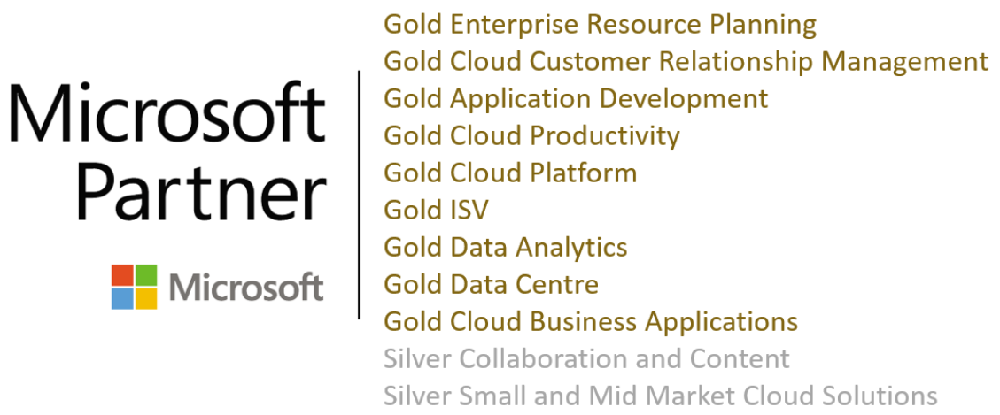 Microsoft
Partner
Microsoft
Gold Enterprise Resource Planning
Gold Cloud Customer Relationship Management
Gold Application Development
Gold Cloud Productivity
Gold Cloud Platform
Gold ISV
Gold Data Analytics
Gold Data Centre
Gold Cloud Business Applications
Silver Collaboration and Content
Silver Small and Mid Market Cloud Solutions